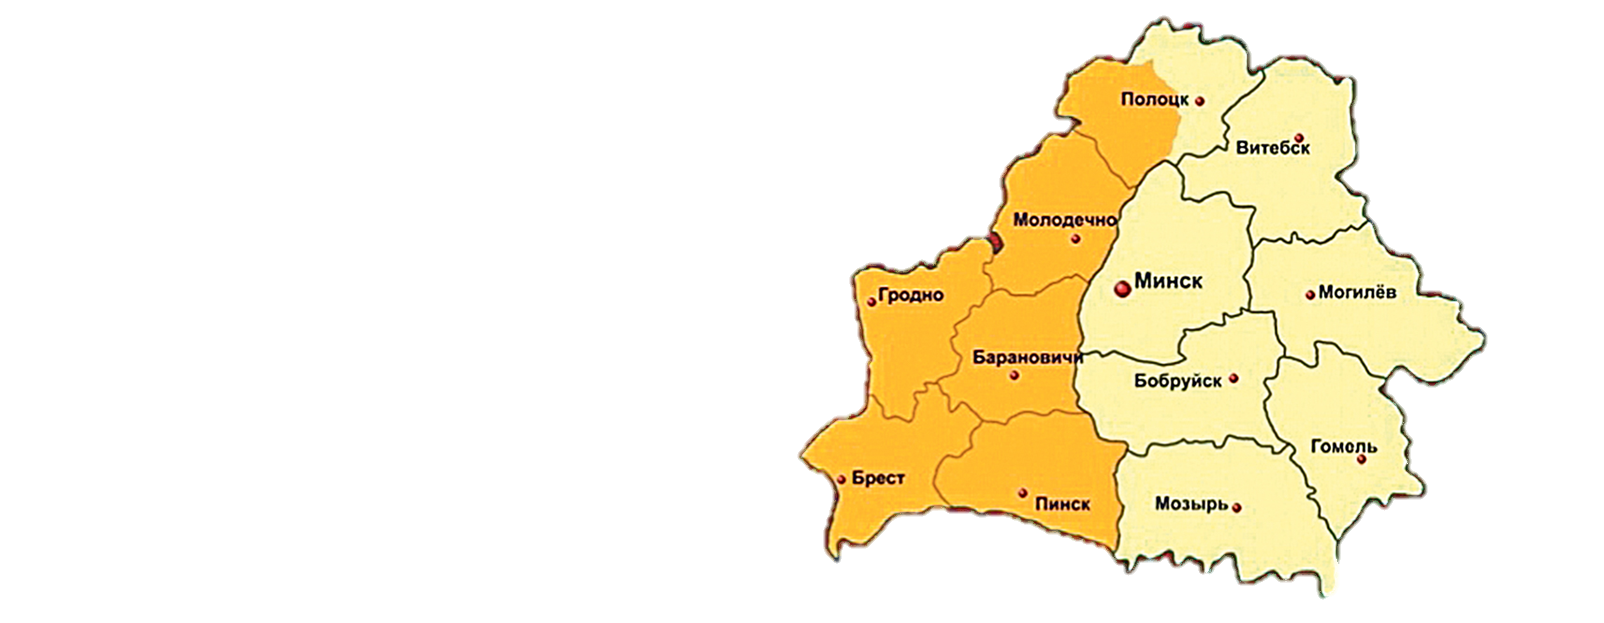 Полоцк
Витебск
Молодечно
Минск
Гродно
Могилёв
Барановичи
Бобруйск
Гомель
Брест
Пинск
Мозырь